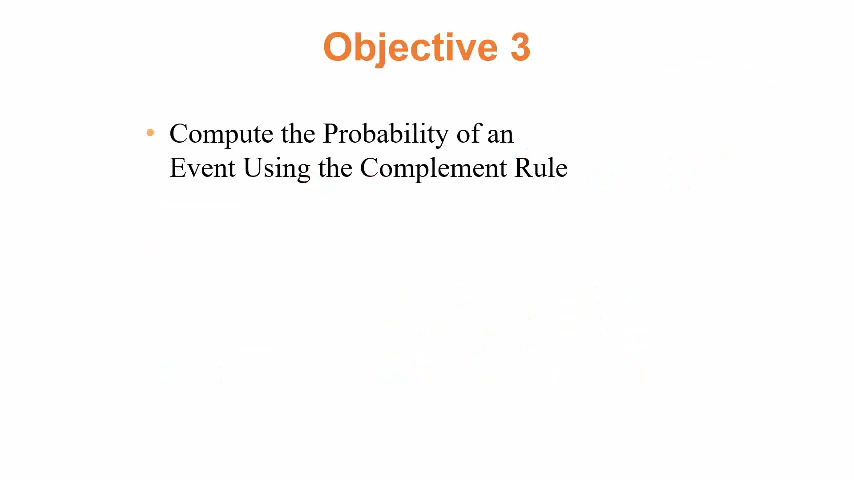 Objective 3
• Compute the Probability of an
Event Using the Complement Rule